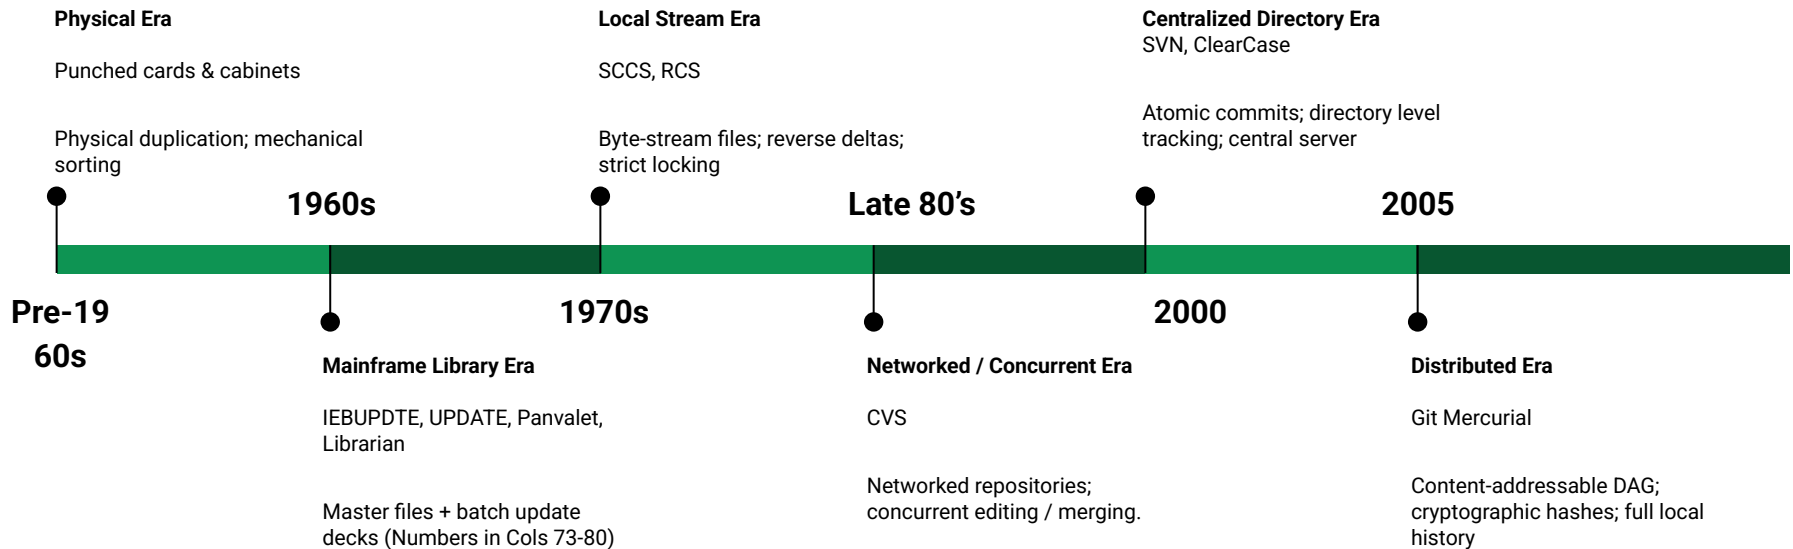 Physical Era
Punched cards & cabinets
Physical duplication; mechanical
sorting
Local Stream Era
SCCS, RCS
Byte-stream files; reverse deltas;
strict locking
Centralized Directory Era
SVN, ClearCase
Atomic commits; directory level
tracking; central server
1960s
Late 80’s
2005
Pre-19
60s
1970s
2000
Mainframe Library Era
IEBUPDTE, UPDATE, Panvalet,
Librarian
Master files + batch update
decks (Numbers in Cols 73-80)
Networked / Concurrent Era
CVS
Networked repositories;
concurrent editing / merging.
Distributed Era
Git Mercurial
Content-addressable DAG;
cryptographic hashes; full local
history